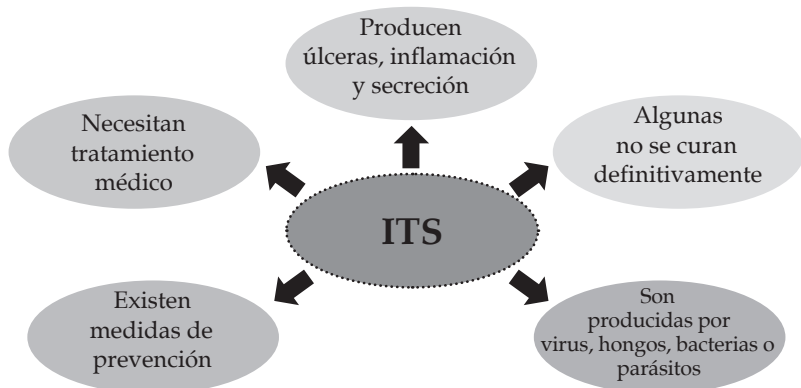 Producen
úlceras, inflamación
y secreción
Necesitan
tratamiento
médico
Algunas
no se curan
definitivamente
ITS
Existen
medidas de
prevención
Son
producidas por
virus, hongos, bacterias o
parásitos